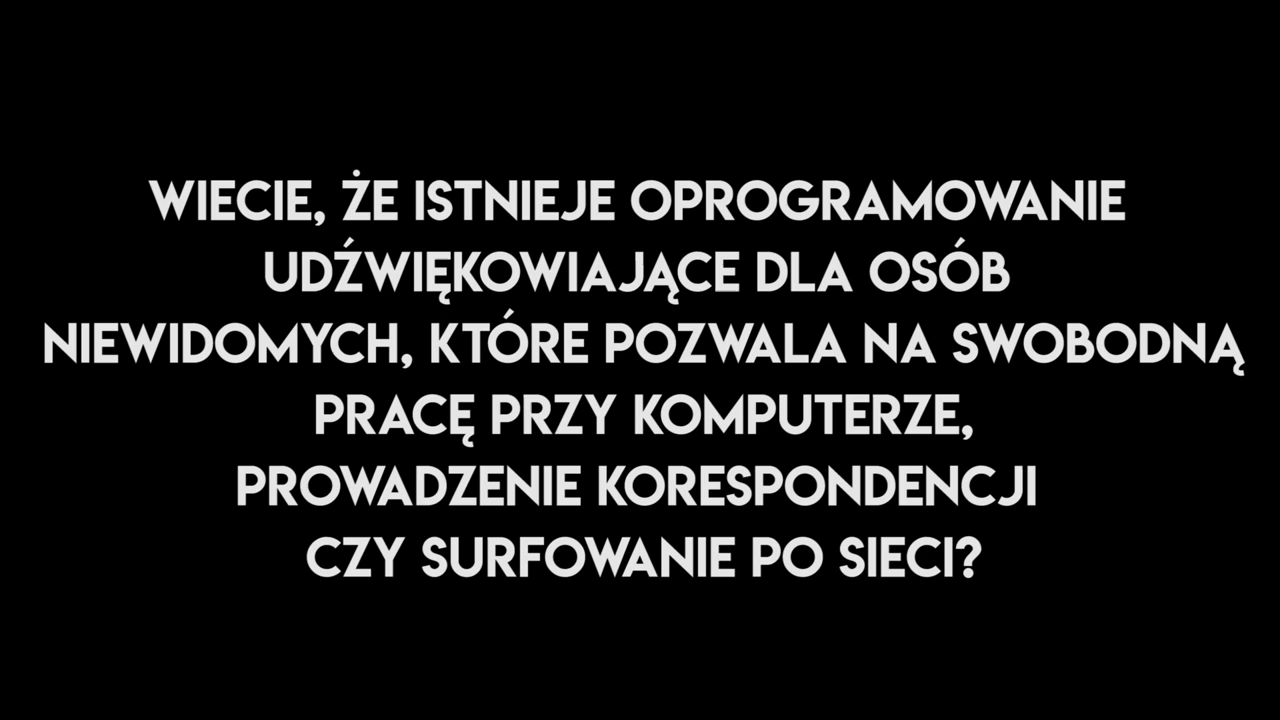 WIECIE, ŻE ISTNIEJE OPROGRAMOWANIE
UDŹWIĘKOWIAJĄCE DLA OSÓB
NIEWIDOMYCH, KTÓRE POZWALA NA SWOBODNĄ
PRACĘ PRZY KOMPUTERZE,
PROWADZENIE KORESPONDENCJI
CZY SURFOWANIE PO SIECI?